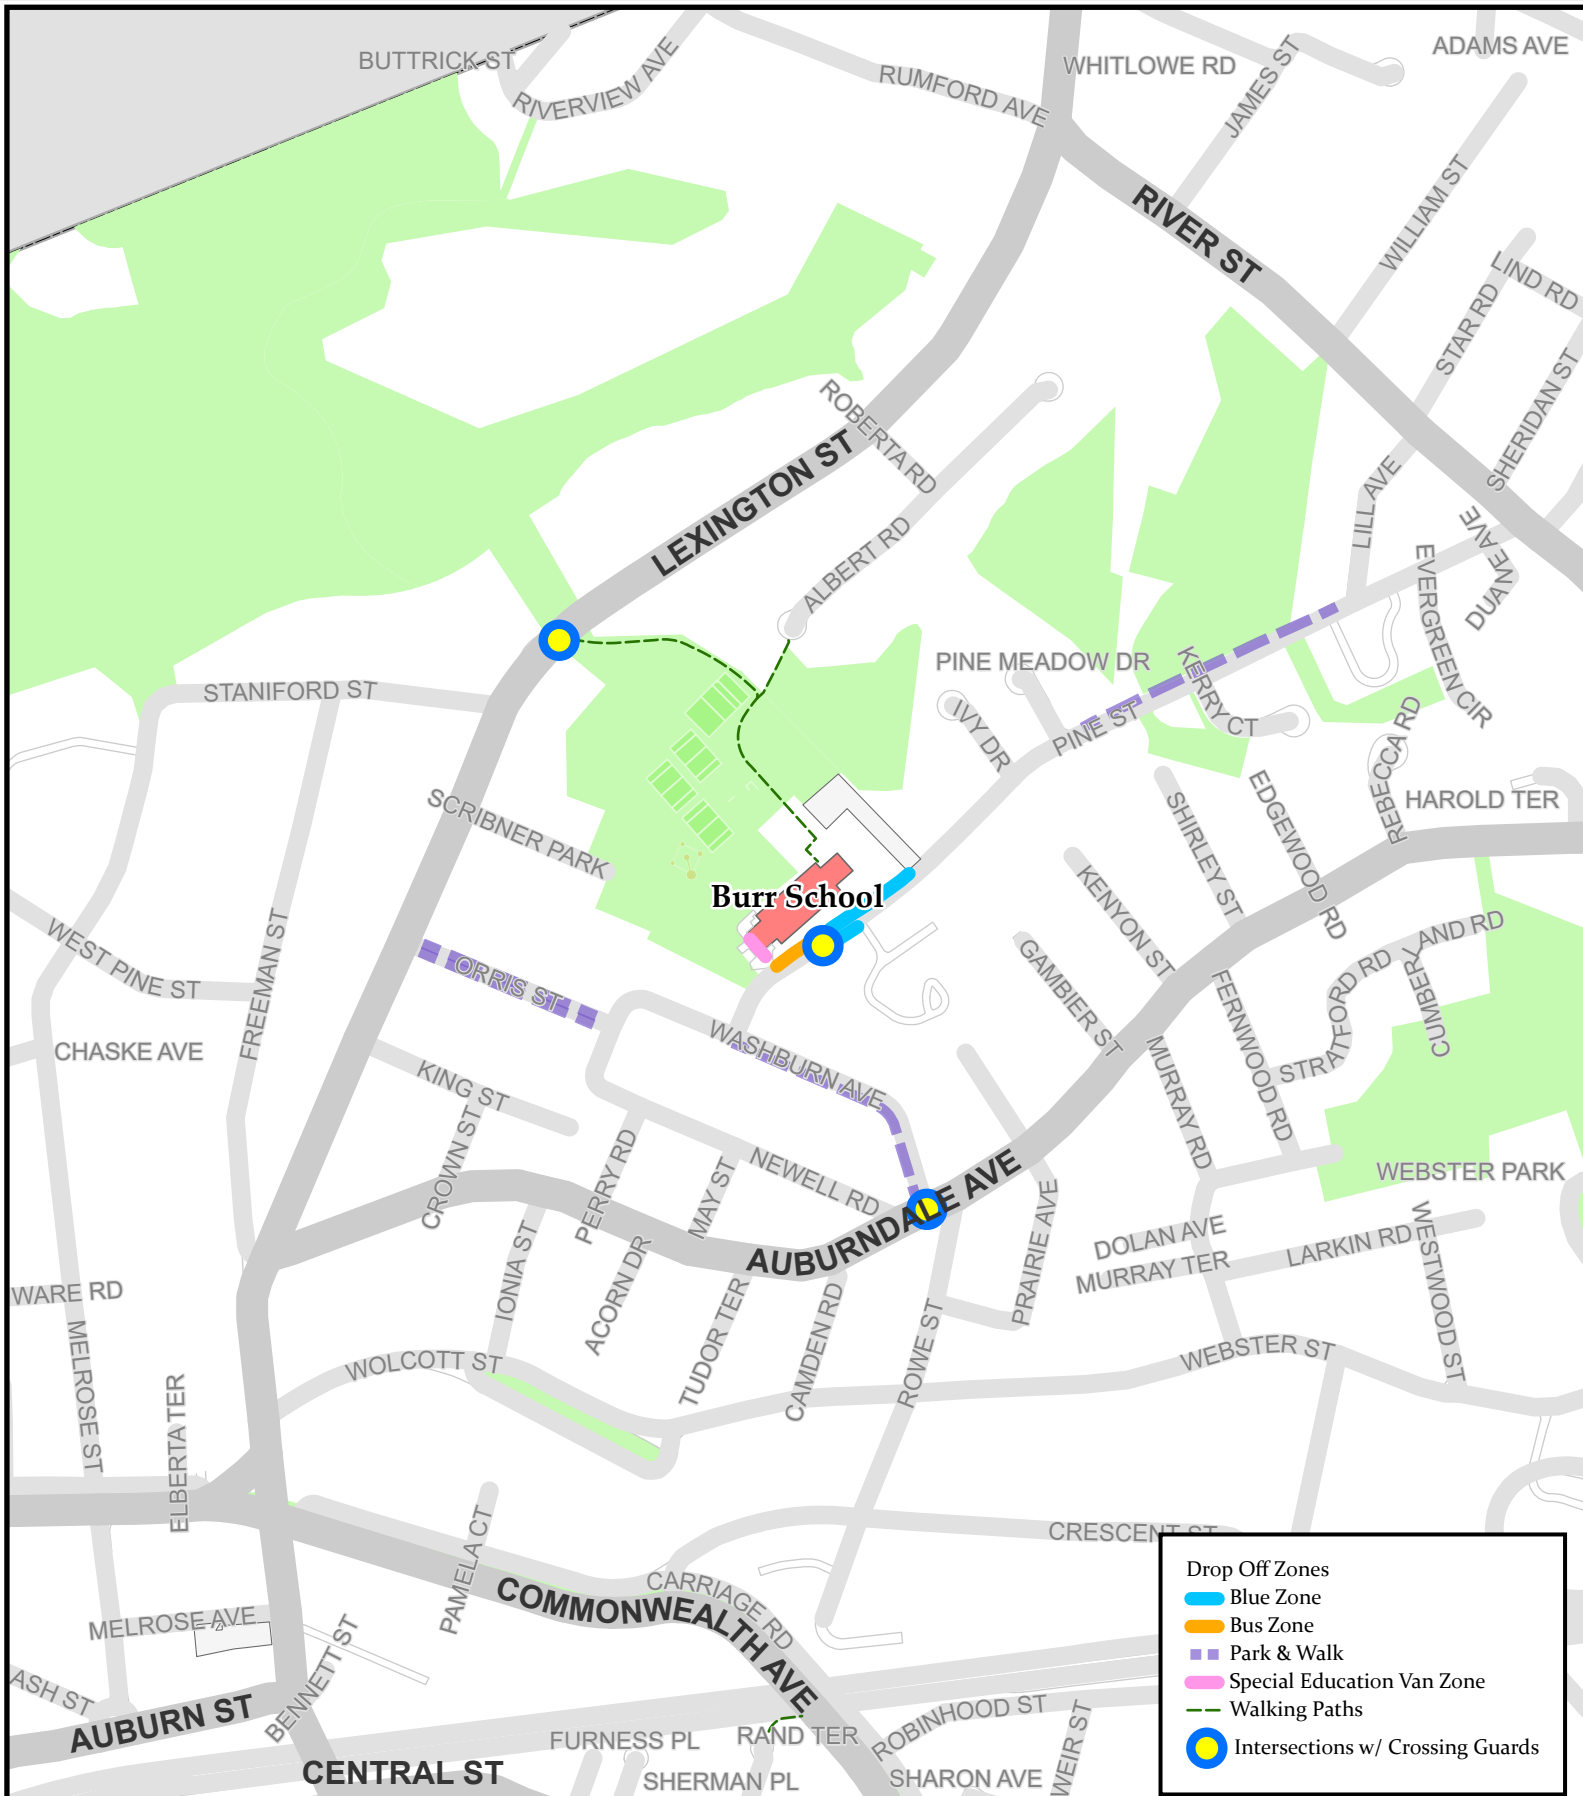 BUTTRICK ST
RIVERVIEW AVE
RUMFORD AVE
WHITLOWE RD
JAMES ST
ADAMS AVE
RIVER ST
WILLIAM ST
LIND RD
STAR RD
SHERIDAN ST
ROBERTA RD
LEXINGTON ST
ALBERT RD
LILL AVE
DUANE AVE
EVERGREEN CIR
PINE MEADOW DR
KERRY CT
IVY DR
PINE ST
STANIFORD ST
SCRIBNER PARK
REBECCA RD
HAROLD TER
SHIRLEY ST
EDGEWOOD RD
KENYON ST
Burr School
WEST PINE ST
FREEMAN ST
ORRIS ST
GAMBIER ST
FERNWOOD RD
STRATFORD RD
CUMBERLAND RD
CHASKE AVE
WASHBURN AVE
MURRAY RD
KING ST
CROWN ST
PERRY RD
MAY ST
NEWELL RD
AUBURNDALE AVE
WEBSTER PARK
PRAIRIE AVE
DOLAN AVE
MURRAY TER
LARKIN RD
WESTWOOD ST
WARE RD
IONIA ST
ACORN DR
TUDOR TER
CAMDEN RD
ROWE ST
MELROSE ST
ELBERTA TER
WOLCOTT ST
WEBSTER ST
PAMELA CT
CRESCENT ST
CARRIAGE RD
COMMONWEALTH AVE
MELROSE AVE
ASH ST
AUBURN ST
BENNETT ST
CENTRAL ST
FURNESS PL
RAND TER
ROBINHOOD ST
SHERMAN PL
SHARON AVE
WEIR ST
Drop Off Zones
Blue Zone
Bus Zone
Park & Walk
Special Education Van Zone
Walking Paths
Intersections w/ Crossing Guards